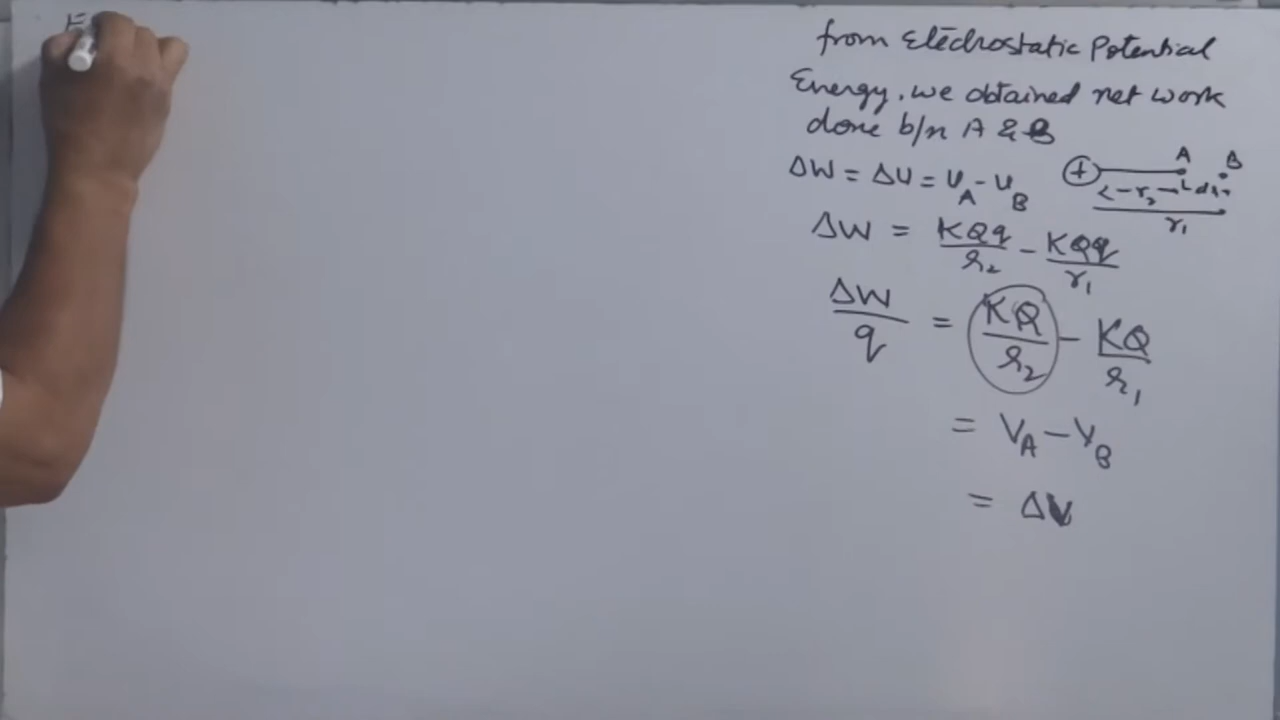 F
from Electrostatic Potential
Energy, we obtained net work
done b/n A & B
ΔW = ΔU = U_A - U_B
+ A B
<- r₂ ->
r₁
ΔW = KQq/r₂ - KQq/r₁
ΔW/q = KQ/r₂ - KQ/r₁
= V_A - V_B
= ΔV